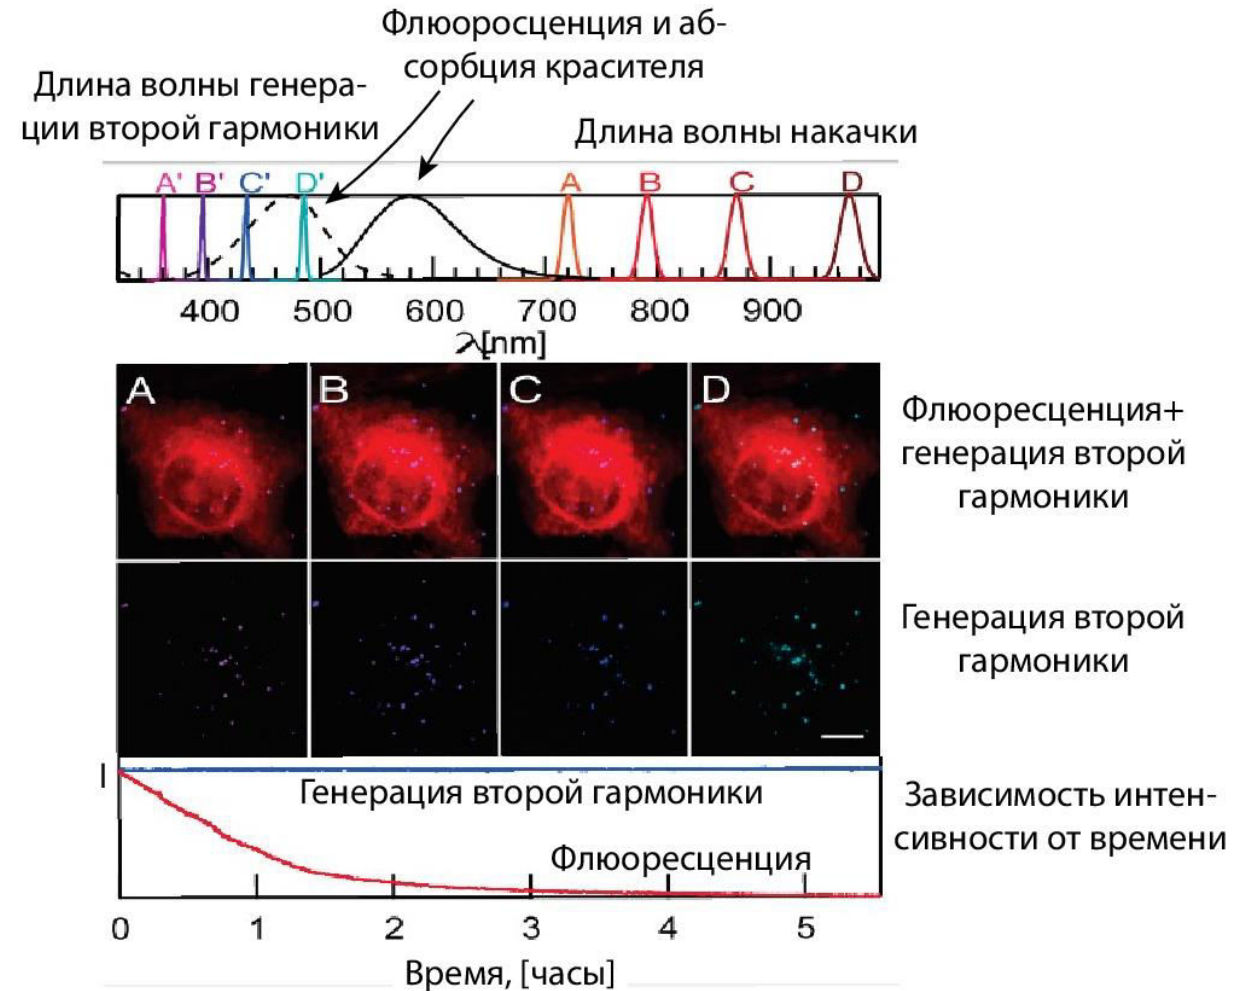 Флюоросценция и аб-
сорбция красителя
Длина волны генера-
ции второй гармоники
Длина волны накачки
A' B' C' D' A B C D
400 500 600 700 800 900
λ[nm]
A B C D
Флюоресценция+
генерация второй
гармоники
Генерация второй
гармоники
I
Генерация второй гармоники
Флюоресценция
Зависимость интен-
сивности от времени
0 1 2 3 4 5
Время, [часы]